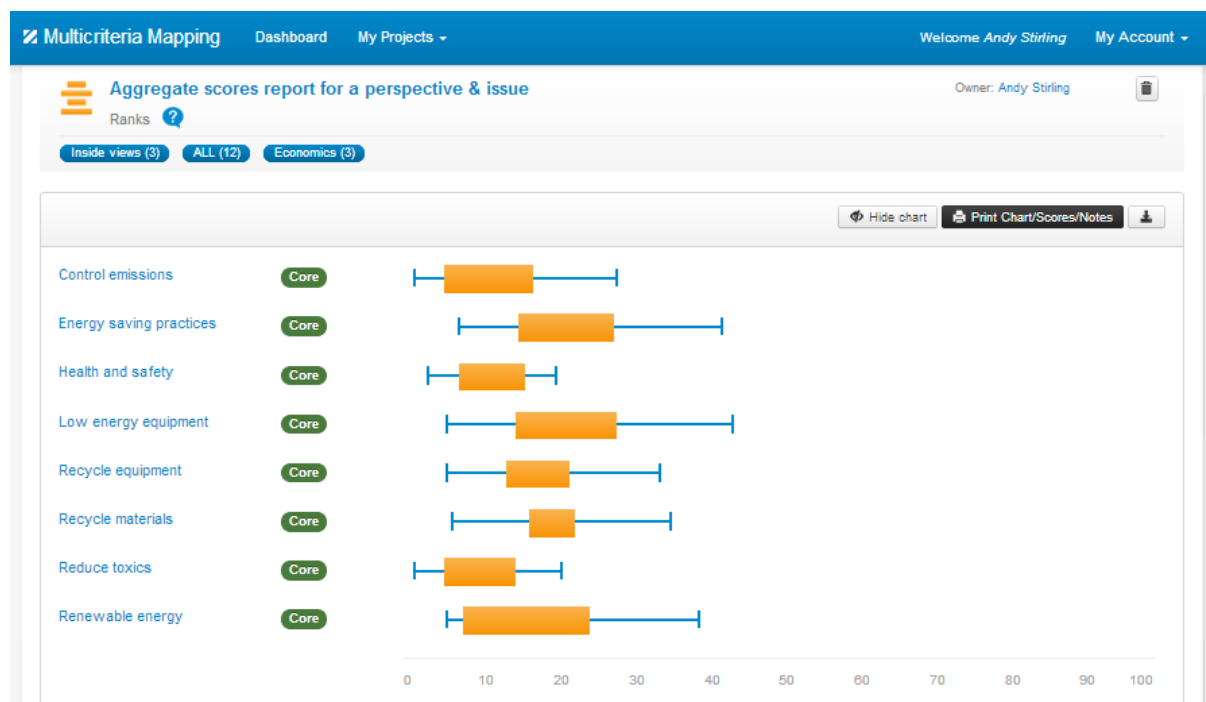 Multicriteria Mapping Dashboard My Projects Welcome Andy Stirling My Account
Aggregate scores report for a perspective & issue Owner: Andy Stirling
Ranks ?
Inside views (3) ALL (12) Economics (3)
Hide chart Print Chart/Scores/Notes
Control emissions Core
Energy saving practices Core
Health and safety Core
Low energy equipment Core
Recycle equipment Core
Recycle materials Core
Reduce toxics Core
Renewable energy Core
0 10 20 30 40 50 60 70 80 90 100